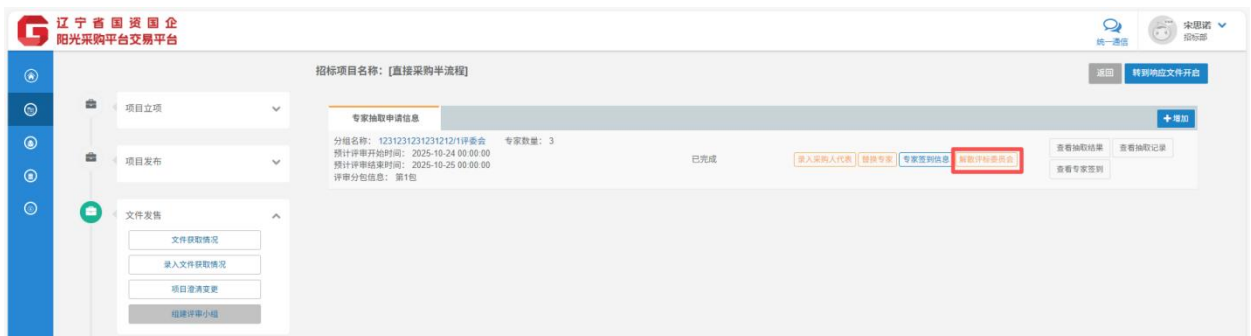 辽宁省国资国企
阳光采购平台交易平台
统一通信
宋思诺
招标部
招标项目名称：[直接采购半流程]
返回
转到响应文件开启
项目立项
项目发布
文件发售
文件获取情况
录入文件获取情况
项目澄清变更
组建评审小组
专家抽取申请信息
+增加
分组名称： 1231231231231212/1评委会 专家数量： 3
预计评审开始时间： 2025-10-24 00:00:00
预计评审结束时间： 2025-10-25 00:00:00
评审分包信息： 第1包
已完成
录入采购人代表
替换专家
专家签到信息
解散评标委员会
查看抽取结果
查看抽取记录
查看专家签到